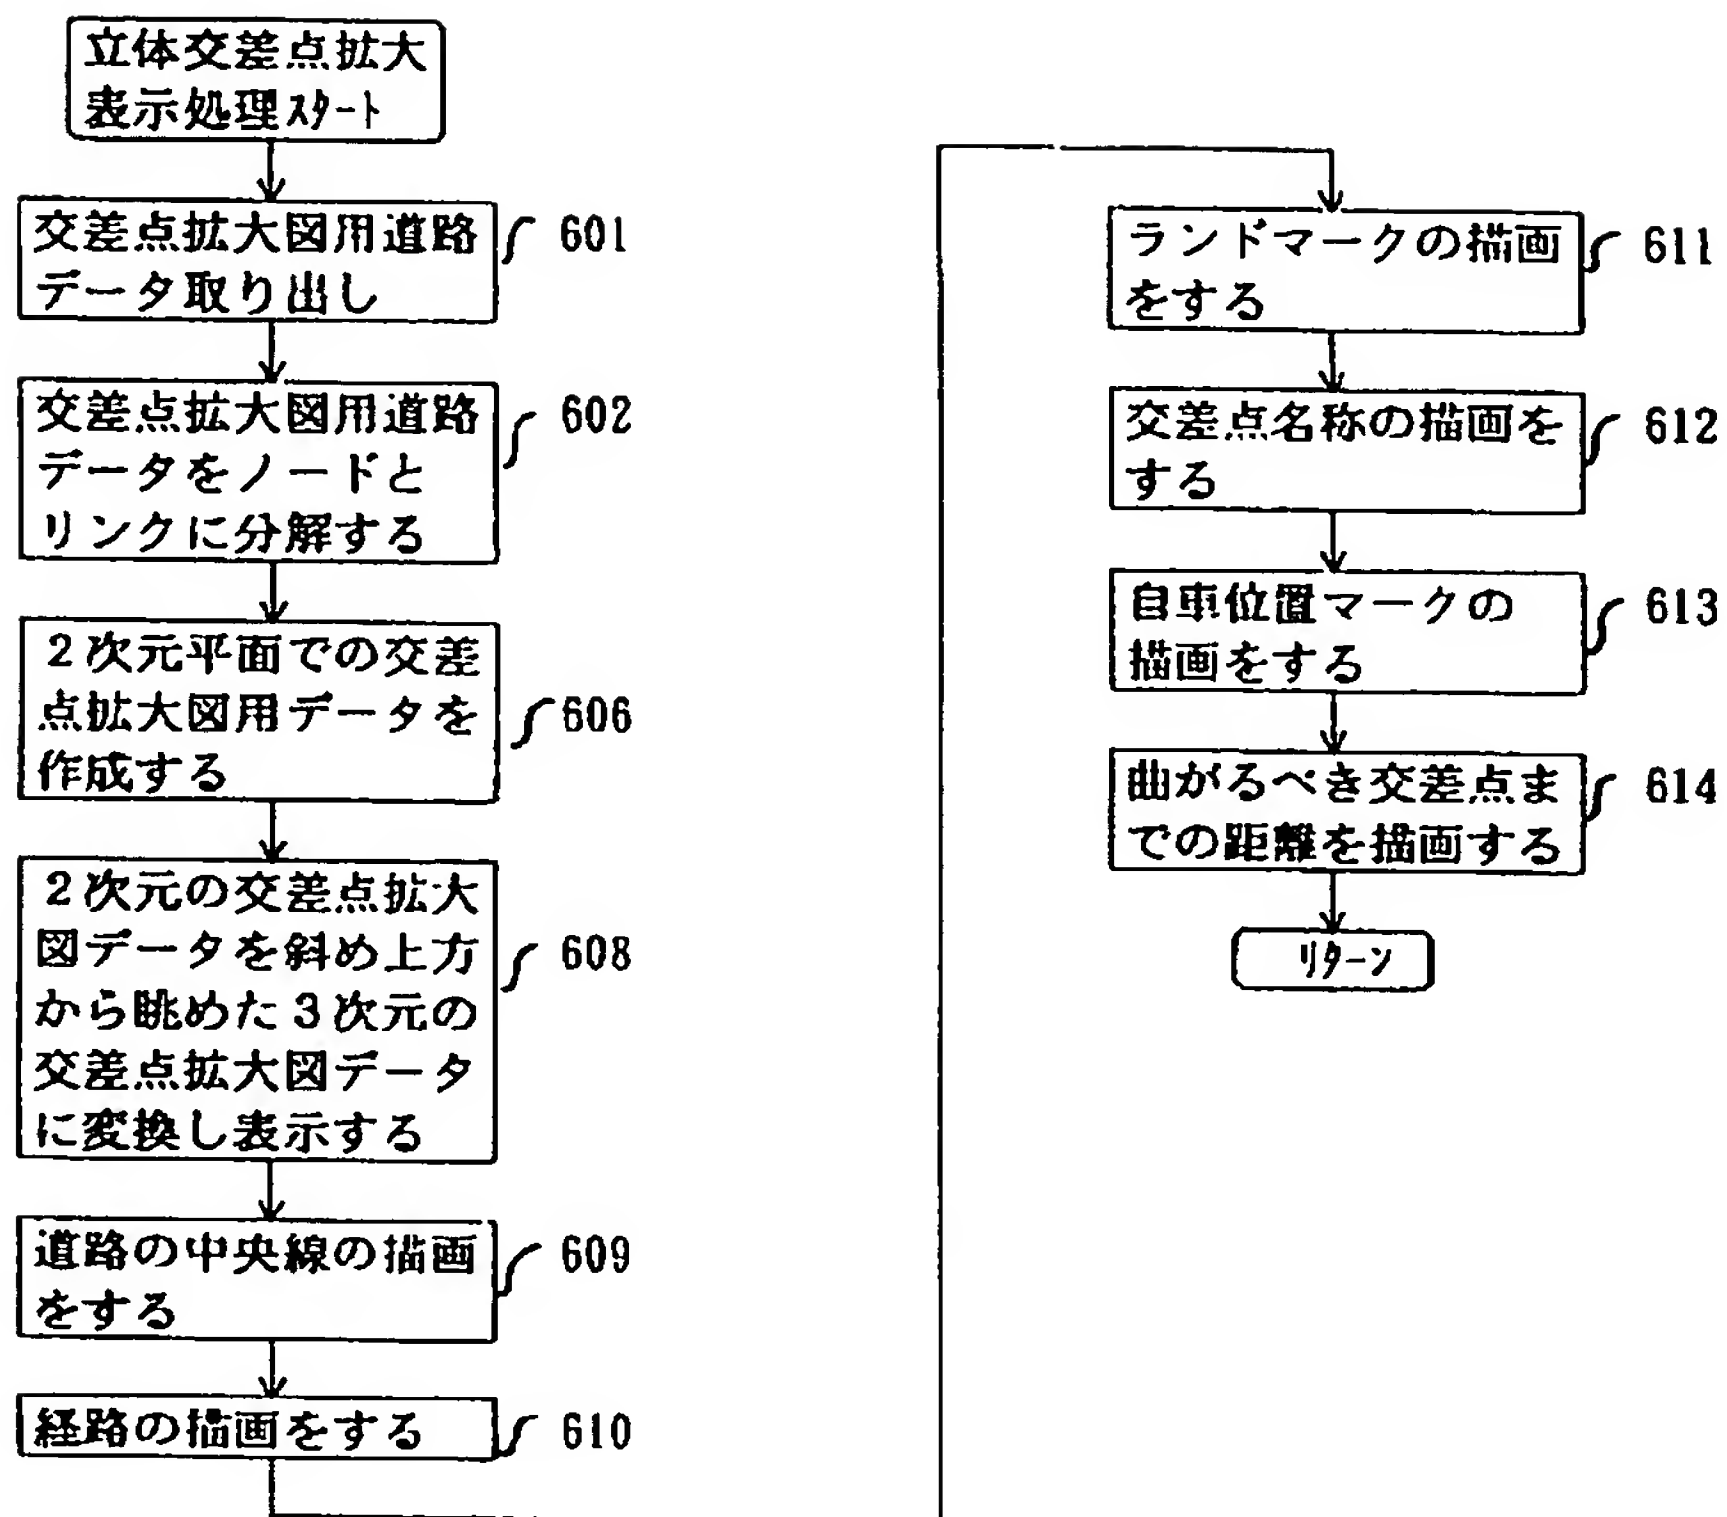 立体交差点拡大
表示処理スタート
交差点拡大図用道路
データ取り出し
601
交差点拡大図用道路
データをノードと
リンクに分解する
602
2次元平面での交差
点拡大図用データを
作成する
606
2次元の交差点拡大
図データを斜め上方
から眺めた3次元の
交差点拡大図データ
に変換し表示する
608
道路の中央線の描画
をする
609
経路の描画をする
610
ランドマークの描画
をする
611
交差点名称の描画を
する
612
自車位置マークの
描画をする
613
曲がるべき交差点ま
での距離を描画する
614
リターン